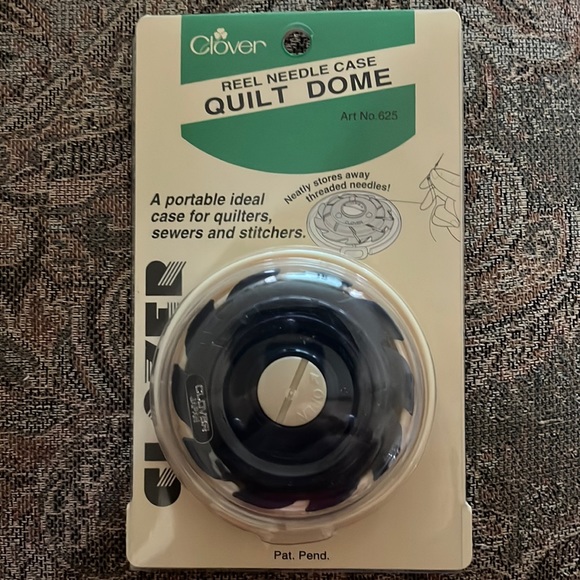 Clover
REEL NEEDLE CASE
QUILT DOME
Art No.625
A portable ideal
case for quilters,
sewers and stitchers.
Neatly stores away
threaded needles!
CLOVER
CLOVER
Pat. Pend.